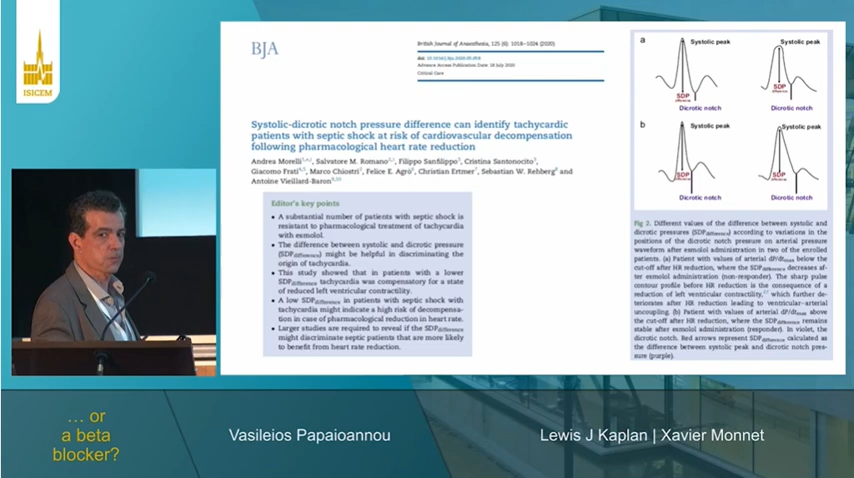 ISICEM
BJA
British Journal of Anaesthesia, 125 (6): 1018–1024 (2020)
Advance Access Publication Date: 18 July 2020
Critical Care
Systolic-dicrotic notch pressure difference can identify tachycardic
patients with septic shock at risk of cardiovascular decompensation
following pharmacological heart rate reduction
Andrea Morelli, Salvatore M. Romano, Filippo Sanfilippo, Cristina Santonocito,
Giacomo Frati, Marco Chiostri, Felice E. Agrò, Christian Ertmer, Sebastian W. Rehberg and
Antoine Vieillard-Baron
Editor's key points
• A substantial number of patients with septic shock is
resistant to pharmacological treatment of tachycardia
with esmolol.
• The difference between systolic and dicrotic pressure
(SDPdifference) might be helpful in discriminating the
origin of tachycardia.
• This study showed that in patients with a lower
SDPdifference tachycardia was compensatory for a state
of reduced left ventricular contractility.
• A low SDPdifference in patients with septic shock with
tachycardia might indicate a high risk of decompensa-
tion in case of pharmacological reduction in heart rate.
• Larger studies are required to reveal if the SDPdifference
might discriminate septic patients that are more likely
to benefit from heart rate reduction.
a
Systolic peak
Systolic peak
SDP
difference
SDP
difference
Dicrotic notch
Dicrotic notch
b
Systolic peak
Systolic peak
SDP
difference
SDP
difference
Dicrotic notch
Dicrotic notch
Fig 2. Different values of the difference between systolic and
dicrotic pressures (SDPdifference) according to variations in the
positions of the dicrotic notch pressure on arterial pressure
waveform after esmolol administration in two of the enrolled
patients. (a) Patient with values of arterial dP/dtmax below the
cut-off after HR reduction, where the SDPdifference decreases af-
ter esmolol administration (non-responder). The sharp pulse
contour profile before HR reduction is the consequence of a
reduction of left ventricular contractility, which further de-
teriorates after HR reduction leading to ventricular-arterial
uncoupling. (b) Patient with values of arterial dP/dtmax above
the cut-off after HR reduction, where the SDPdifference remains
stable after esmolol administration (responder). In violet, the
dicrotic notch. Red arrows represent SDPdifference calculated as
the difference between systolic peak and dicrotic notch pres-
sure (purple).
... or
a beta
blocker?
Vasileios Papaioannou
Lewis J Kaplan | Xavier Monnet